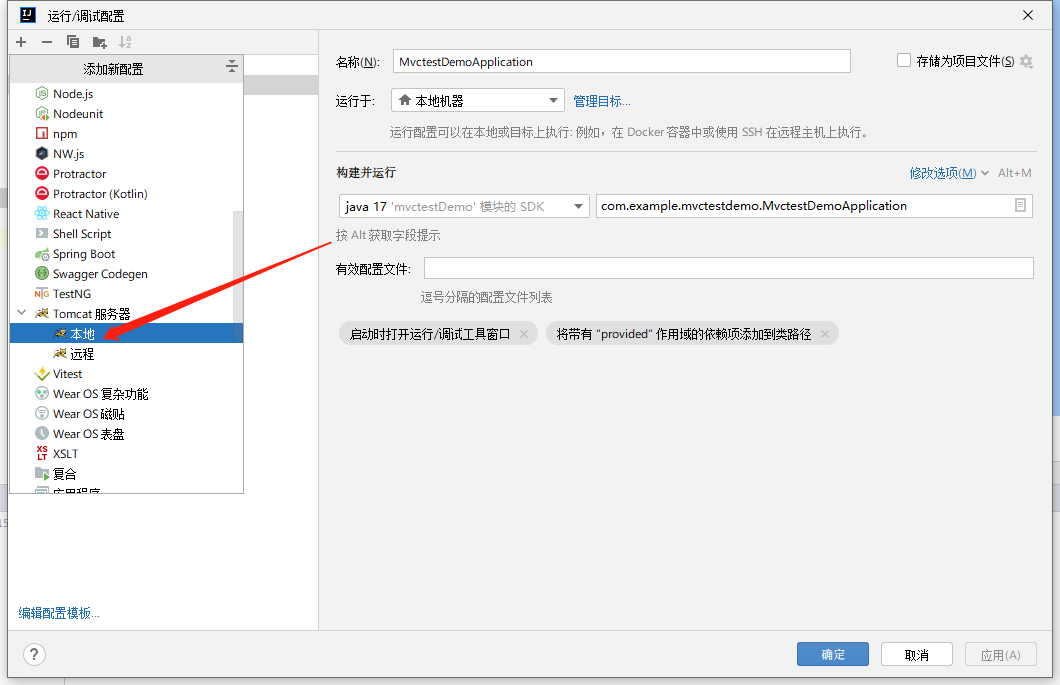 运行/调试配置
添加新配置
Node.js
Nodeunit
npm
NW.js
Protractor
Protractor (Kotlin)
React Native
Shell Script
Spring Boot
Swagger Codegen
TestNG
Tomcat 服务器
本地
远程
Vitest
Wear OS 复杂功能
Wear OS 磁贴
Wear OS 表盘
XSLT
复合
应用程序
编辑配置模板...
名称(N): MvctestDemoApplication 存储为项目文件(S)
运行于: 本地机器 管理目标...
运行配置可以在本地或目标上执行: 例如，在 Docker 容器中或使用 SSH 在远程主机上执行。
构建并运行 修改选项(M) Alt+M
java 17 'mvctestDemo' 模块的 SDK com.example.mvctestdemo.MvctestDemoApplication
按 Alt 获取字段提示
有效配置文件:
逗号分隔的配置文件列表
启动时打开运行/调试工具窗口 × 将带有 "provided" 作用域的依赖项添加到类路径 ×
? 确定 取消 应用(A)